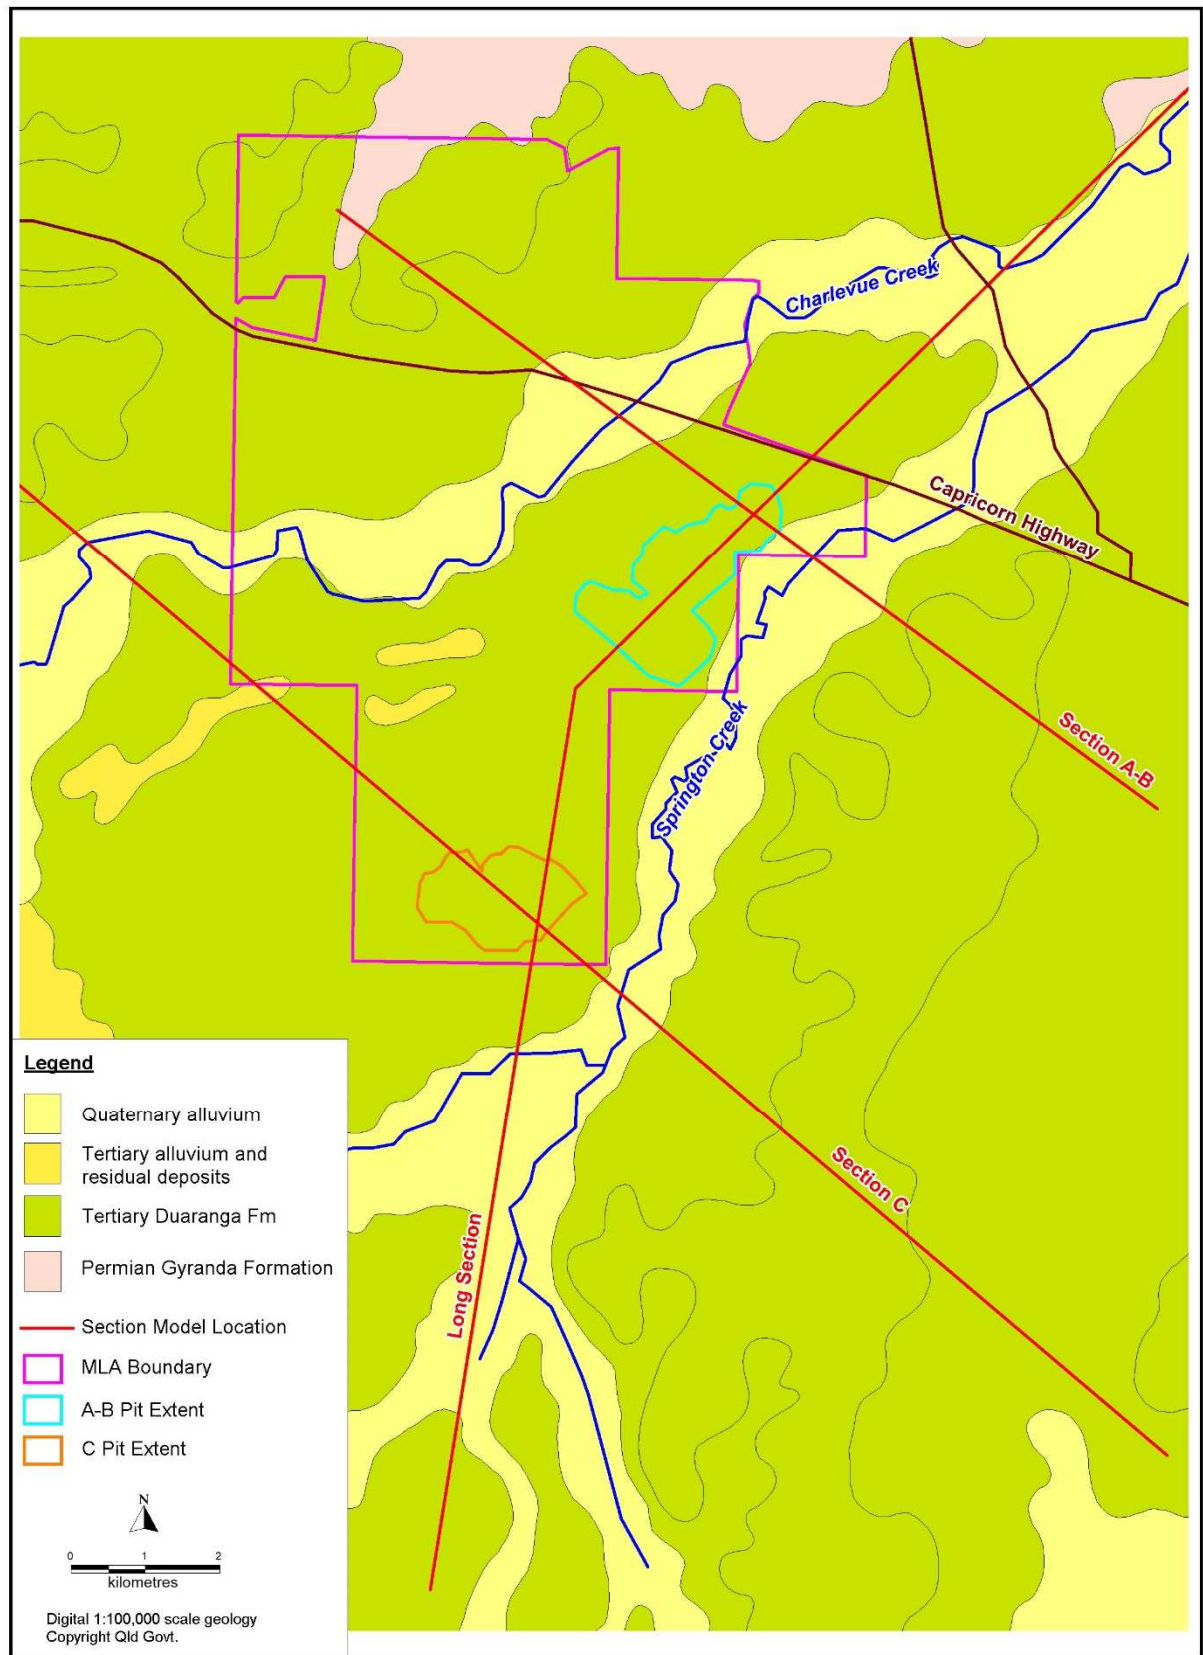 Charlevue Creek
Capricorn Highway
Section A-B
Springton Creek
Section C
Long Section
Legend
Quaternary alluvium
Tertiary alluvium and
residual deposits
Tertiary Duaranga Fm
Permian Gyranda Formation
Section Model Location
MLA Boundary
A-B Pit Extent
C Pit Extent
N
0 1 2
kilometres
Digital 1:100,000 scale geology
Copyright Qld Govt.